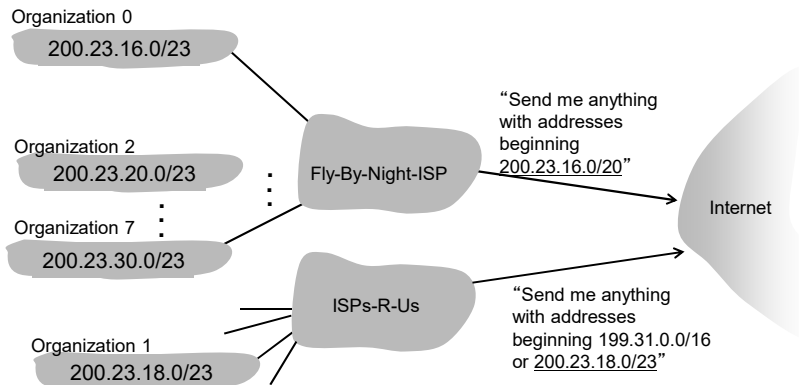 Organization 0
200.23.16.0/23
Organization 2
200.23.20.0/23
Organization 7
200.23.30.0/23
Fly-By-Night-ISP
“Send me anything
with addresses
beginning
200.23.16.0/20”
Internet
ISPs-R-Us
Organization 1
200.23.18.0/23
“Send me anything
with addresses
beginning 199.31.0.0/16
or 200.23.18.0/23”